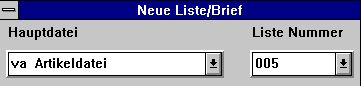 Neue Liste/Brief
Hauptdatei Liste Nummer
va Artikeldatei 005